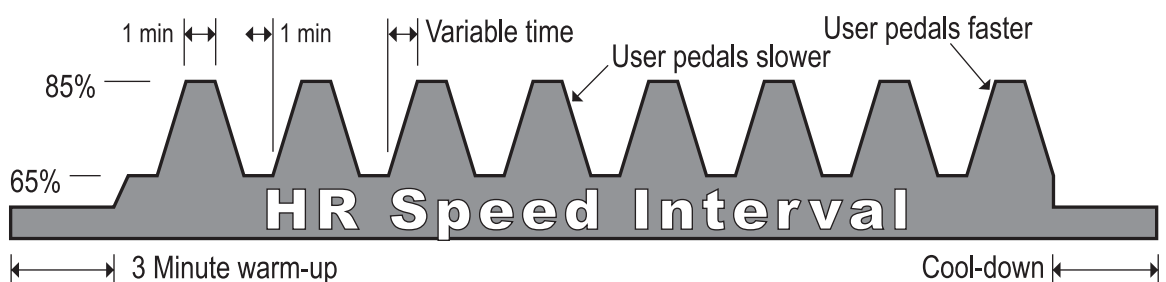 1 min
1 min
Variable time
User pedals slower
User pedals faster
85%
65%
HR Speed Interval
3 Minute warm-up
Cool-down